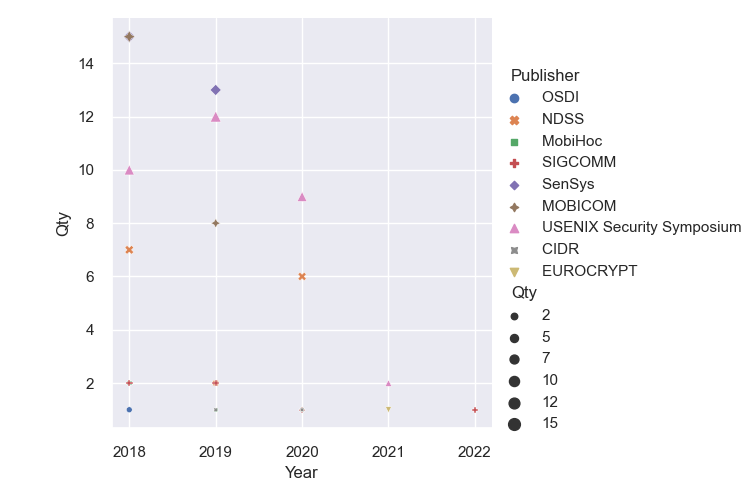 Qty
14
12
10
8
6
4
2
2018
2019
2020
2021
2022
Year
Publisher
OSDI
NDSS
MobiHoc
SIGCOMM
SenSys
MOBICOM
USENIX Security Symposium
CIDR
EUROCRYPT
Qty
2
5
7
10
12
15